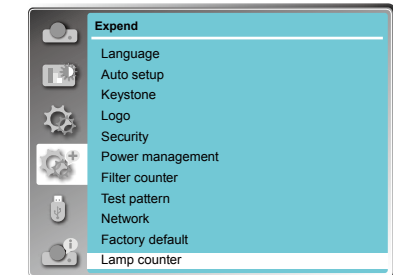 Expend
Language
Auto setup
Keystone
Logo
Security
Power management
Filter counter
Test pattern
Network
Factory default
Lamp counter